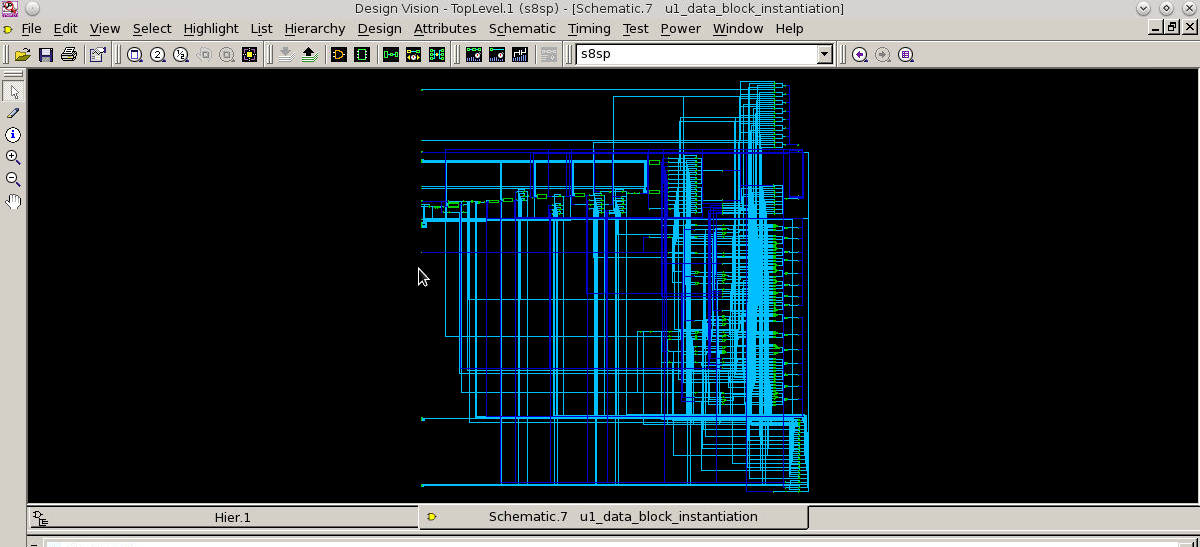 Design Vision - TopLevel.1 (s8sp) - [Schematic.7   u1_data_block_instantiation]
File Edit View Select Highlight List Hierarchy Design Attributes Schematic Timing Test Power Window Help
s8sp
Hier.1
Schematic.7   u1_data_block_instantiation